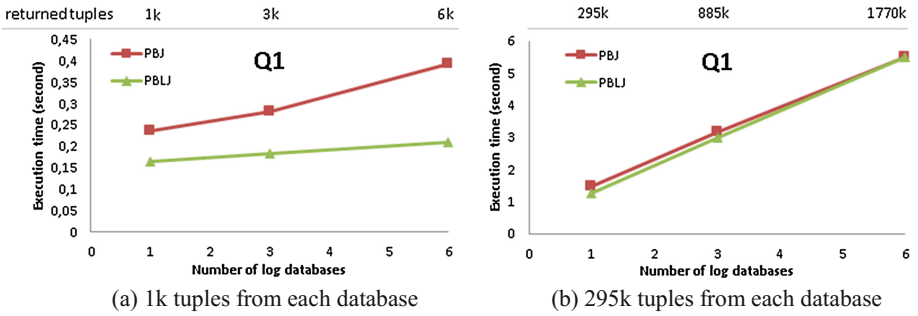 returned tuples 1k 3k 6k
0,45
0,4
0,35
0,3
0,25
0,2
0,15
0,1
0,05
0
Execution time (second)
PBJ
PBLJ
Q1
0 1 2 3 4 5 6
Number of log databases
(a) 1k tuples from each database
295k 885k 1770k
6
5
4
3
2
1
0
Execution time (second)
PBJ
PBLJ
Q1
0 1 2 3 4 5 6
Number of log databases
(b) 295k tuples from each database